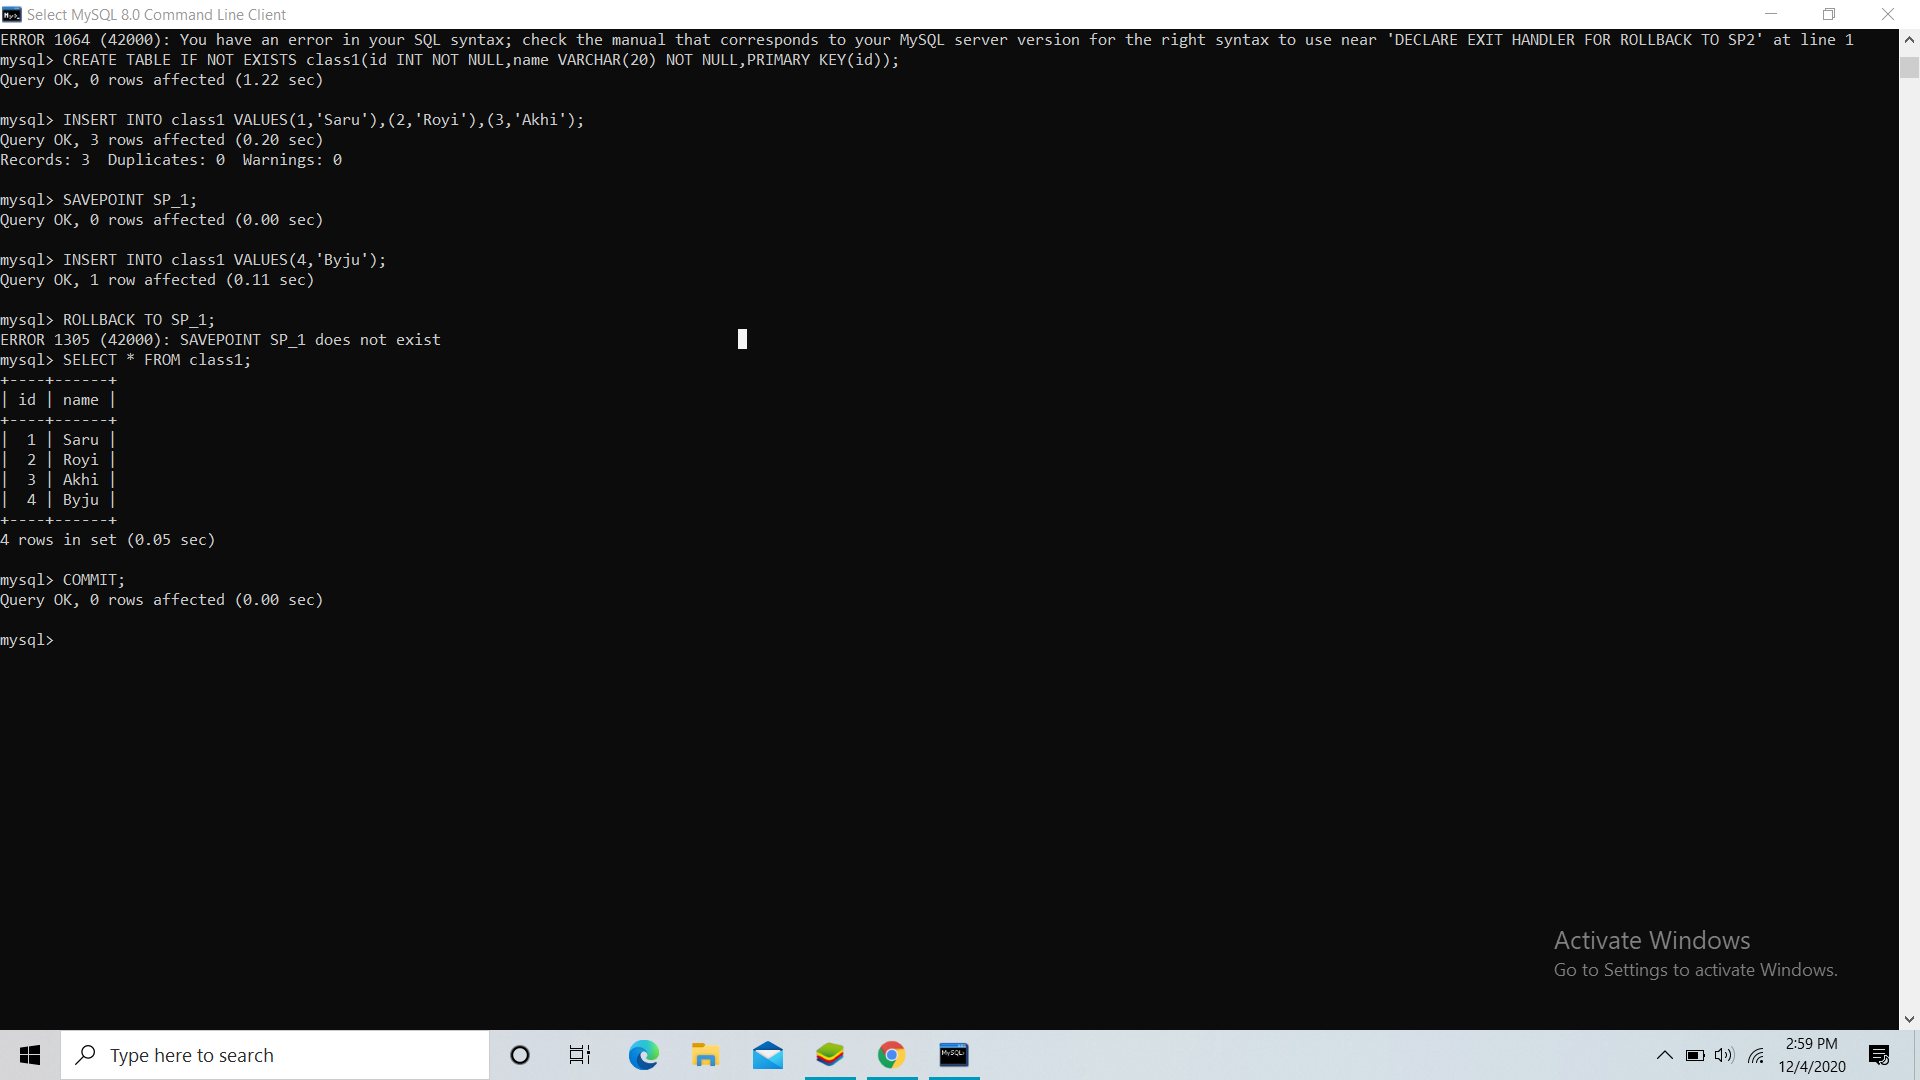 Select MySQL 8.0 Command Line Client
ERROR 1064 (42000): You have an error in your SQL syntax; check the manual that corresponds to your MySQL server version for the right syntax to use near 'DECLARE EXIT HANDLER FOR ROLLBACK TO SP2' at line 1
mysql> CREATE TABLE IF NOT EXISTS class1(id INT NOT NULL,name VARCHAR(20) NOT NULL,PRIMARY KEY(id));
Query OK, 0 rows affected (1.22 sec)

mysql> INSERT INTO class1 VALUES(1,'Saru'),(2,'Royi'),(3,'Akhi');
Query OK, 3 rows affected (0.20 sec)
Records: 3  Duplicates: 0  Warnings: 0

mysql> SAVEPOINT SP_1;
Query OK, 0 rows affected (0.00 sec)

mysql> INSERT INTO class1 VALUES(4,'Byju');
Query OK, 1 row affected (0.11 sec)

mysql> ROLLBACK TO SP_1;
ERROR 1305 (42000): SAVEPOINT SP_1 does not exist
mysql> SELECT * FROM class1;
+----+------+
| id | name |
+----+------+
|  1 | Saru |
|  2 | Royi |
|  3 | Akhi |
|  4 | Byju |
+----+------+
4 rows in set (0.05 sec)

mysql> COMMIT;
Query OK, 0 rows affected (0.00 sec)

mysql>
Activate Windows
Go to Settings to activate Windows.
Type here to search
MySQL
2:59 PM
12/4/2020